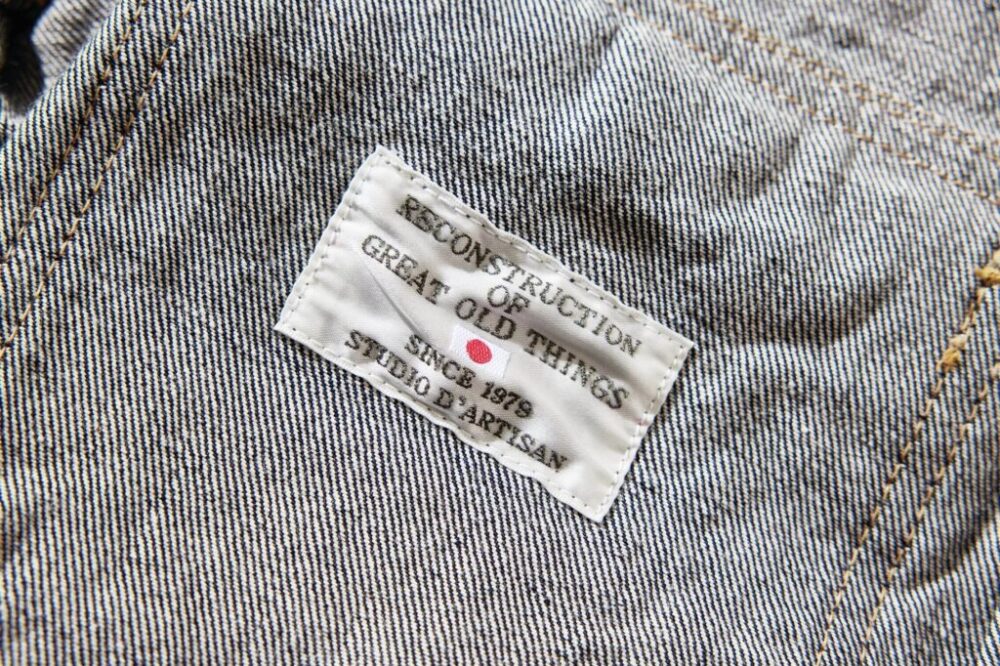 RECONSTRUCTION
OF
GREAT OLD THINGS
SINCE 1979
STUDIO D'ARTISAN